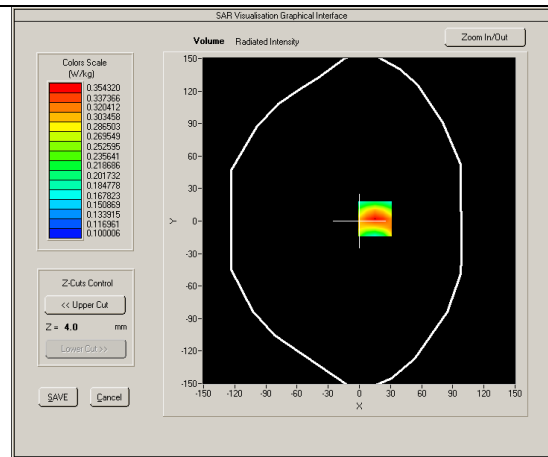 SAR Visualisation Graphical Interface
Volume Radiated Intensity
Zoom In/Out
Colors Scale
(W/kg)
0.354320
0.337366
0.320412
0.303458
0.286503
0.269549
0.252595
0.235641
0.218686
0.201732
0.184778
0.167823
0.150869
0.133915
0.116961
0.100006
Z-Cuts Control
<< Upper Cut
Z = 4.0 mm
Lower Cut >>
SAVE Cancel
150
120
90
60
30
0
-30
-60
-90
-120
-150
Y
-150 -120 -90 -60 -30 0 30 60 90 120 150
X